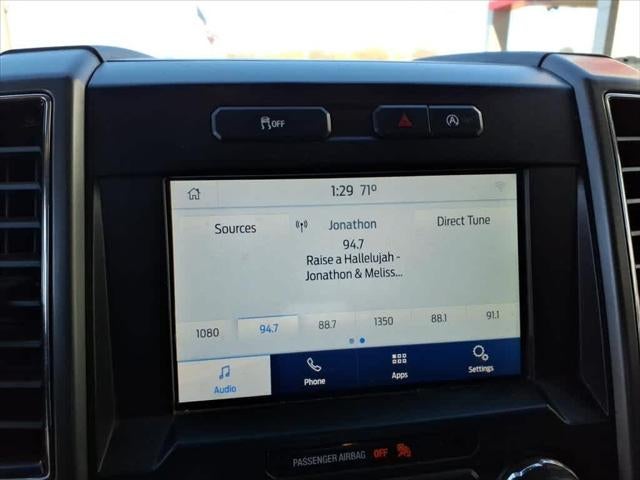 OFF
A
1:29 71°
Sources
Jonathon
Direct Tune
94.7
Raise a Hallelujah -
Jonathon & Meliss...
1080 94.7 88.7 1350 88.1 91.1
Audio Phone Apps Settings
PASSENGER AIRBAG OFF